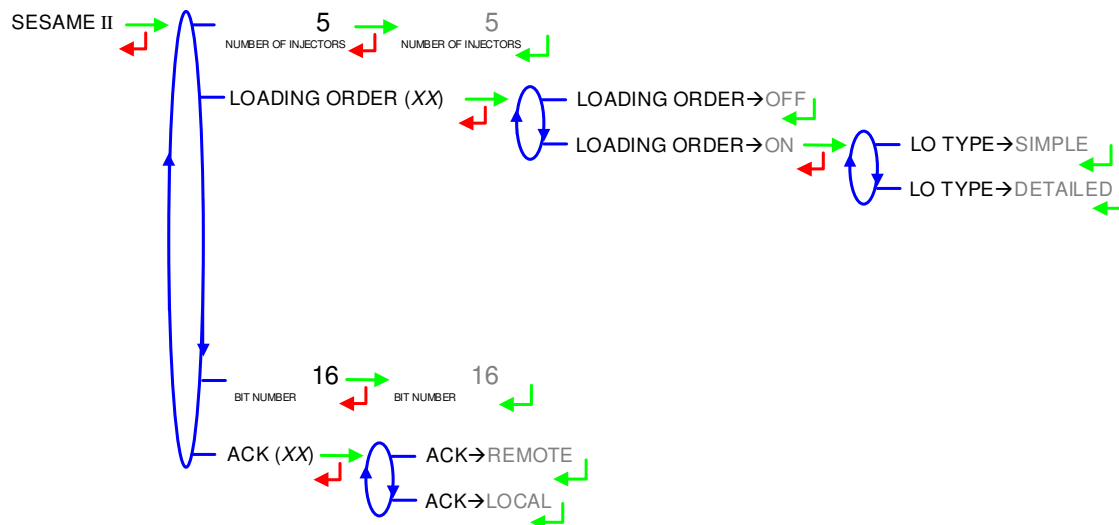 SESAME II
5 5
NUMBER OF INJECTORS NUMBER OF INJECTORS
LOADING ORDER (XX)
LOADING ORDER→OFF
LOADING ORDER→ON
LO TYPE→SIMPLE
LO TYPE→DETAILED
16 16
BIT NUMBER BIT NUMBER
ACK (XX)
ACK→REMOTE
ACK→LOCAL